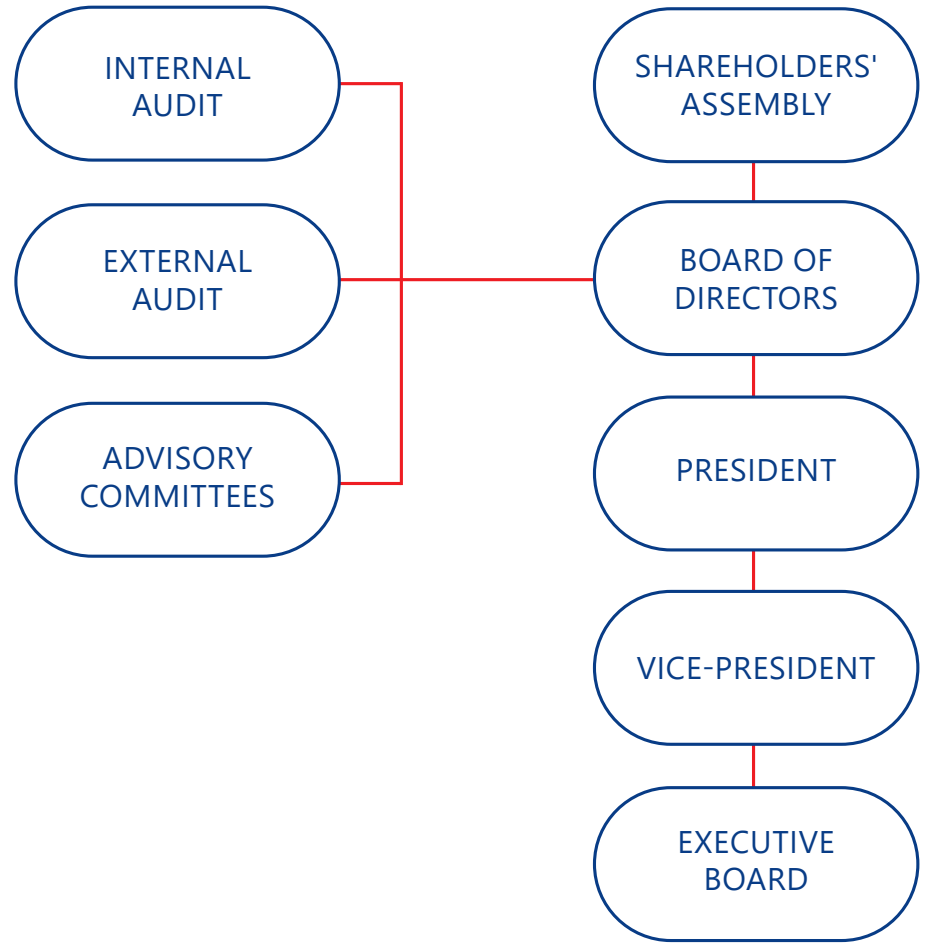 INTERNAL
AUDIT
EXTERNAL
AUDIT
ADVISORY
COMMITTEES
SHAREHOLDERS'
ASSEMBLY
BOARD OF
DIRECTORS
PRESIDENT
VICE-PRESIDENT
EXECUTIVE
BOARD